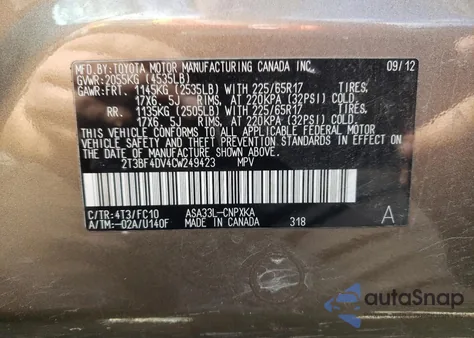 MFD.BY:TOYOTA MOTOR MANUFACTURING CANADA INC. 09/12
GVWR:2055KG (4535LB)
GAWR:FRT. 1145KG (2535LB) WITH 225/65R17 TIRES,
17X6.5J RIMS, AT 220KPA (32PSI) COLD.
RR. 1135KG (2505LB) WITH 225/65R17 TIRES,
17X6.5J RIMS, AT 220KPA (32PSI) COLD.
THIS VEHICLE CONFORMS TO ALL APPLICABLE FEDERAL MOTOR
VEHICLE SAFETY AND THEFT PREVENTION STANDARDS IN EFFECT ON
THE DATE OF MANUFACTURE SHOWN ABOVE.
2T3BF4DV4CW249423 MPV
C/TR:4T3/FC10 ASA33L-CNPXKA A
A/TM:-02A/U140F MADE IN CANADA 318
autoSnap